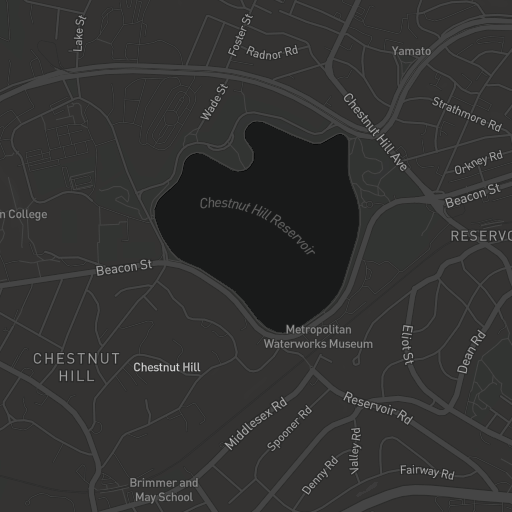 Lake St
Foster St
Radnor Rd
Yamato
Wade St
Chestnut Hill Ave
Strathmore Rd
Orkney Rd
Beacon St
Chestnut Hill Reservoir
n College
RESERVO
Beacon St
Metropolitan
Waterworks Museum
Eliot St
Dean Rd
CHESTNUT
HILL
Chestnut Hill
Middlesex Rd
Reservoir Rd
Spooner Rd
Valley Rd
Denny Rd
Fairway Rd
Brimmer and
May School